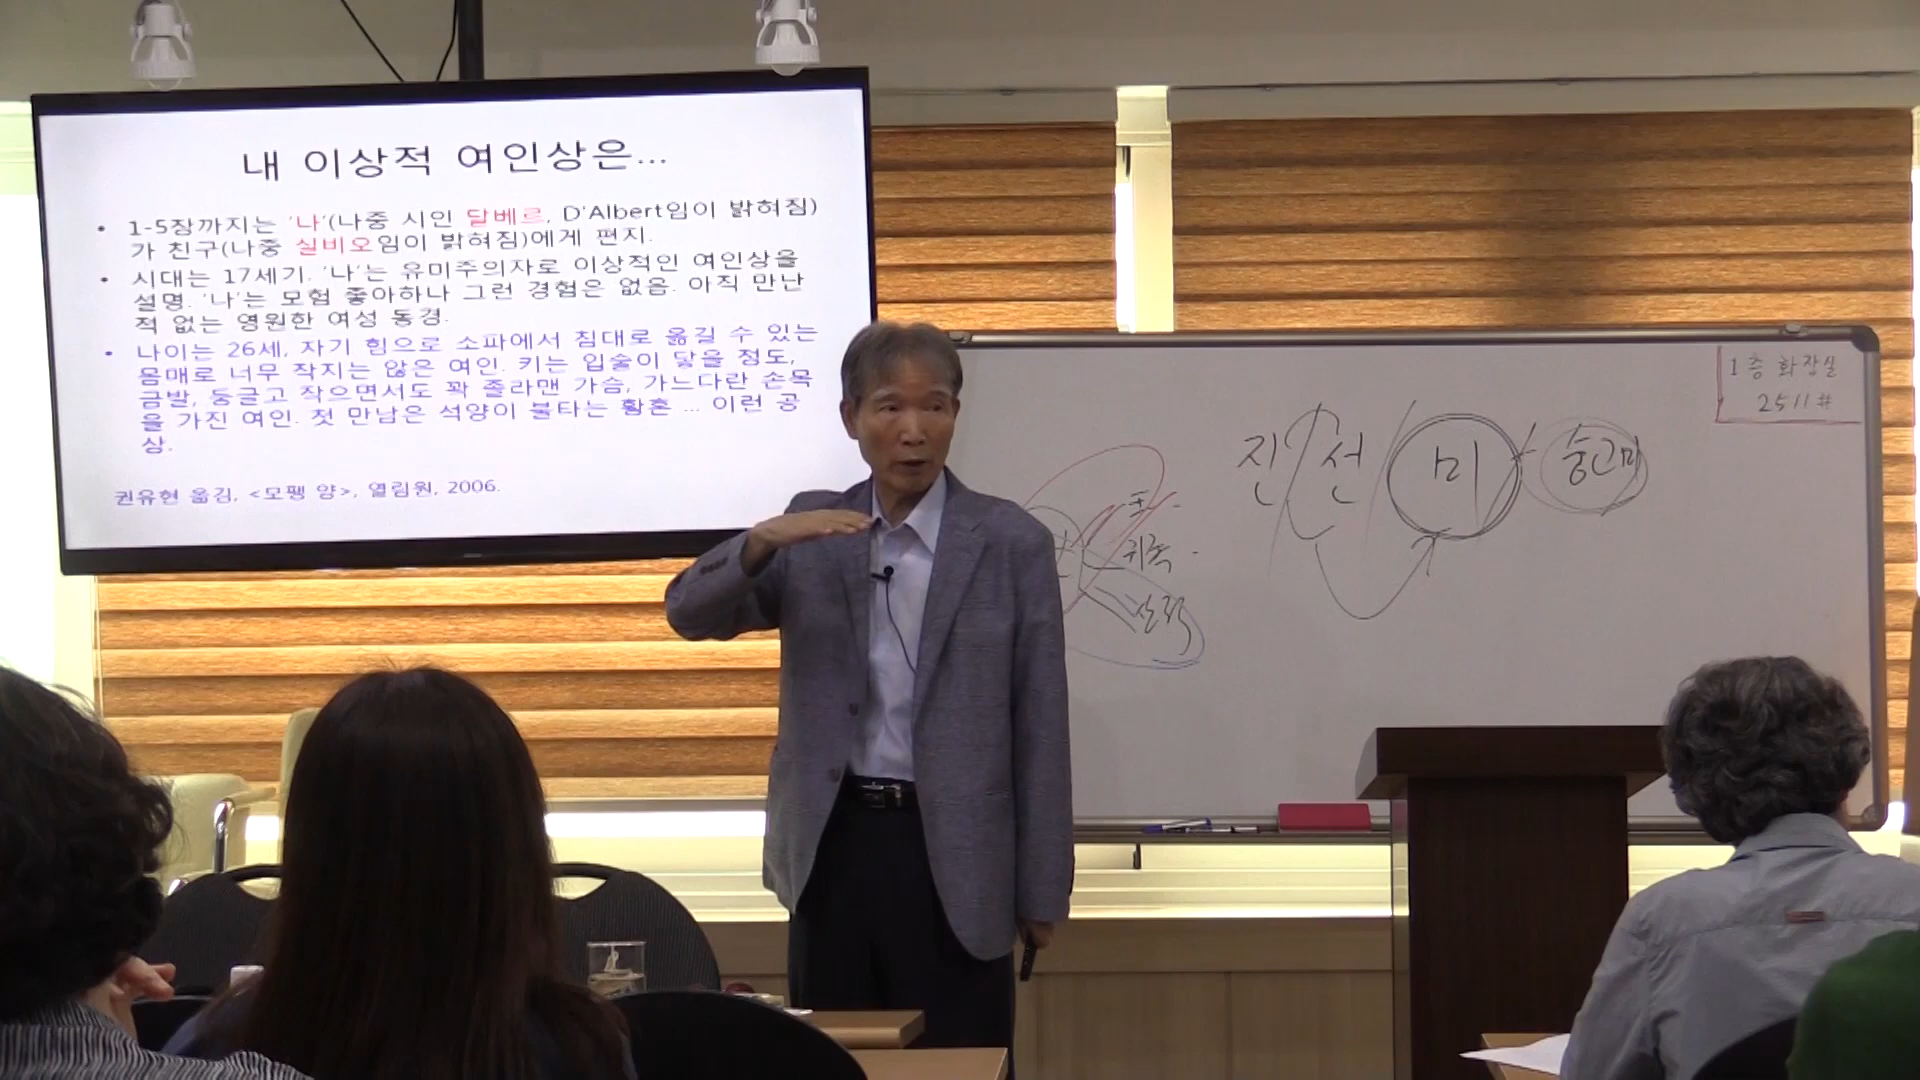 내 이상적 여인상은...
• 1-5장까지는 '나'(나중 시인 달베르, D'Albert임이 밝혀짐)
가 친구(나중 실비오임이 밝혀짐)에게 편지.
• 시대는 17세기. '나'는 유미주의자로 이상적인 여인상을
설명. '나'는 모험 좋아하나 그런 경험은 없음. 아직 만난
적 없는 영원한 여성 동경.
• 나이는 26세, 자기 힘으로 소파에서 침대로 옮길 수 있는
몸매로 너무 작지는 않은 여인. 키는 입술이 닿을 정도,
금발, 둥글고 작으면서도 꽉 졸라맨 가슴, 가느다란 손목
을 가진 여인. 첫 만남은 석양이 불타는 황혼 ... 이런 공
상.
권유현 옮김, <모팽 양>, 열림원, 2006.
1층 화장실
2511#
진 선 미 숭고미
귀족